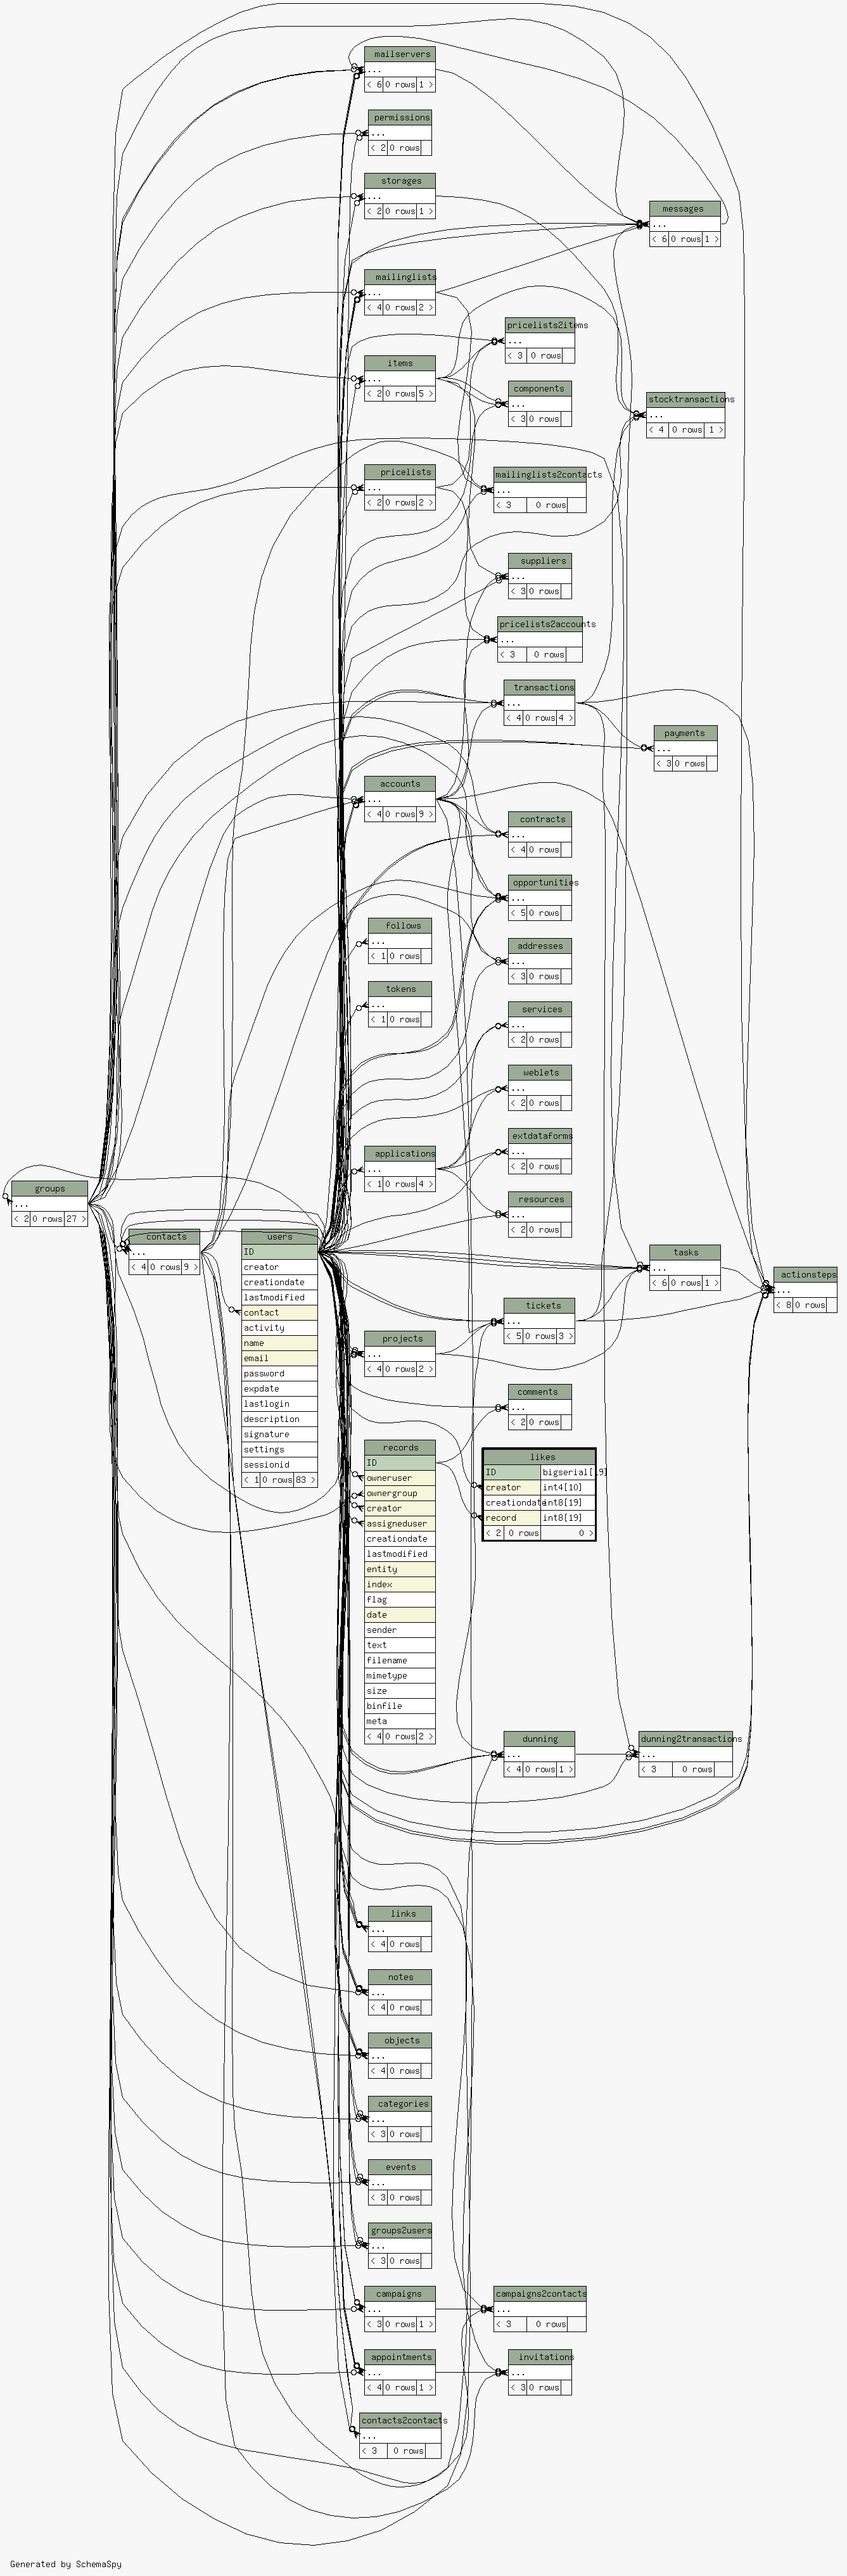 mailservers
...
< 6 0 rows 1 >
permissions
...
< 2 0 rows
storages
...
< 2 0 rows 1 >
messages
...
< 6 0 rows 1 >
mailinglists
...
< 4 0 rows 2 >
pricelists2items
...
< 3 0 rows
items
...
< 2 0 rows 5 >
components
...
< 3 0 rows
stocktransactions
...
< 4 0 rows 1 >
pricelists
...
< 2 0 rows 2 >
mailinglists2contacts
...
< 3 0 rows
suppliers
...
< 3 0 rows
pricelists2accounts
...
< 3 0 rows
transactions
...
< 4 0 rows 4 >
payments
...
< 3 0 rows
accounts
...
< 4 0 rows 9 >
contracts
...
< 4 0 rows
opportunities
...
< 5 0 rows
follows
...
< 1 0 rows
addresses
...
< 3 0 rows
tokens
...
< 1 0 rows
services
...
< 2 0 rows
weblets
...
< 2 0 rows
extdataforms
...
< 2 0 rows
applications
...
< 1 0 rows 4 >
resources
...
< 2 0 rows
groups
...
< 2 0 rows 27 >
contacts
...
< 4 0 rows 9 >
users
ID
creator
creationdate
lastmodified
contact
activity
name
email
password
expdate
lastlogin
description
signature
settings
sessionid
< 1 0 rows 83 >
tasks
...
< 6 0 rows 1 >
actionsteps
...
< 8 0 rows
tickets
...
< 5 0 rows 3 >
projects
...
< 4 0 rows 2 >
comments
...
< 2 0 rows
records
ID
owneruser
ownergroup
creator
assigneduser
creationdate
lastmodified
entity
index
flag
date
sender
text
filename
mimetype
size
binfile
meta
< 4 0 rows 2 >
likes
ID bigserial[19]
creator int4[10]
creationdate int8[19]
record int8[19]
< 2 0 rows 0 >
dunning
...
< 4 0 rows 1 >
dunning2transactions
...
< 3 0 rows
links
...
< 4 0 rows
notes
...
< 4 0 rows
objects
...
< 4 0 rows
categories
...
< 3 0 rows
events
...
< 3 0 rows
groups2users
...
< 3 0 rows
campaigns
...
< 3 0 rows 1 >
campaigns2contacts
...
< 3 0 rows
appointments
...
< 4 0 rows 1 >
invitations
...
< 3 0 rows
contacts2contacts
...
< 3 0 rows
Generated by SchemaSpy